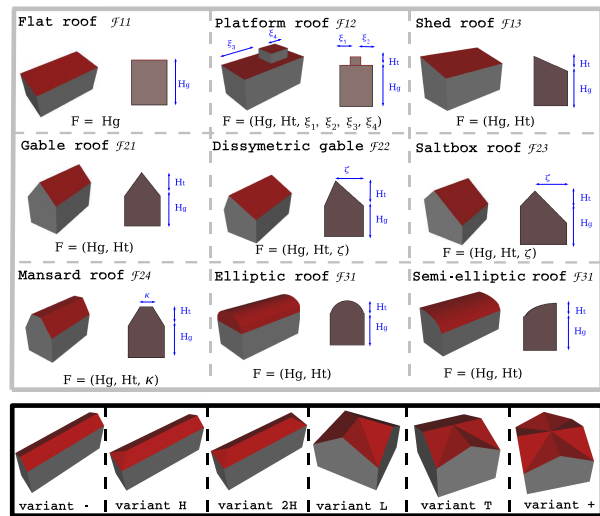 Flat roof ℱ11
Hg
F = Hg
Platform roof ℱ12
ξ3 ξ4 ξ1 ξ2
Ht
Hg
F = (Hg, Ht, ξ1, ξ2, ξ3, ξ4)
Shed roof ℱ13
Ht
Hg
F = (Hg, Ht)
Gable roof ℱ21
Ht
Hg
F = (Hg, Ht)
Dissymetric gable ℱ22
ζ
Ht
Hg
F = (Hg, Ht, ζ)
Saltbox roof ℱ23
ζ
Ht
Hg
F = (Hg, Ht, ζ)
Mansard roof ℱ24
κ
Ht
Hg
F = (Hg, Ht, κ)
Elliptic roof ℱ31
Ht
Hg
F = (Hg, Ht)
Semi-elliptic roof ℱ31
Ht
Hg
F = (Hg, Ht)
variant - variant H variant 2H variant L variant T variant +